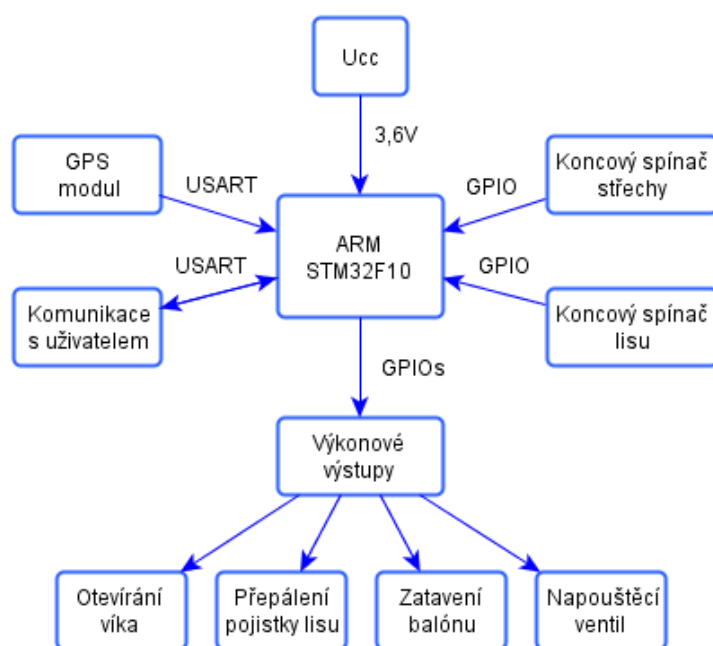 Ucc
3,6V
GPS
modul
USART
GPIO
Koncový spínač
střechy
ARM
STM32F10
USART
GPIO
Komunikace
s uživatelem
Koncový spínač
lisu
GPIOs
Výkonové
výstupy
Otevírání
víka
Přepálení
pojistky lisu
Zatavení
balónu
Napouštěcí
ventil